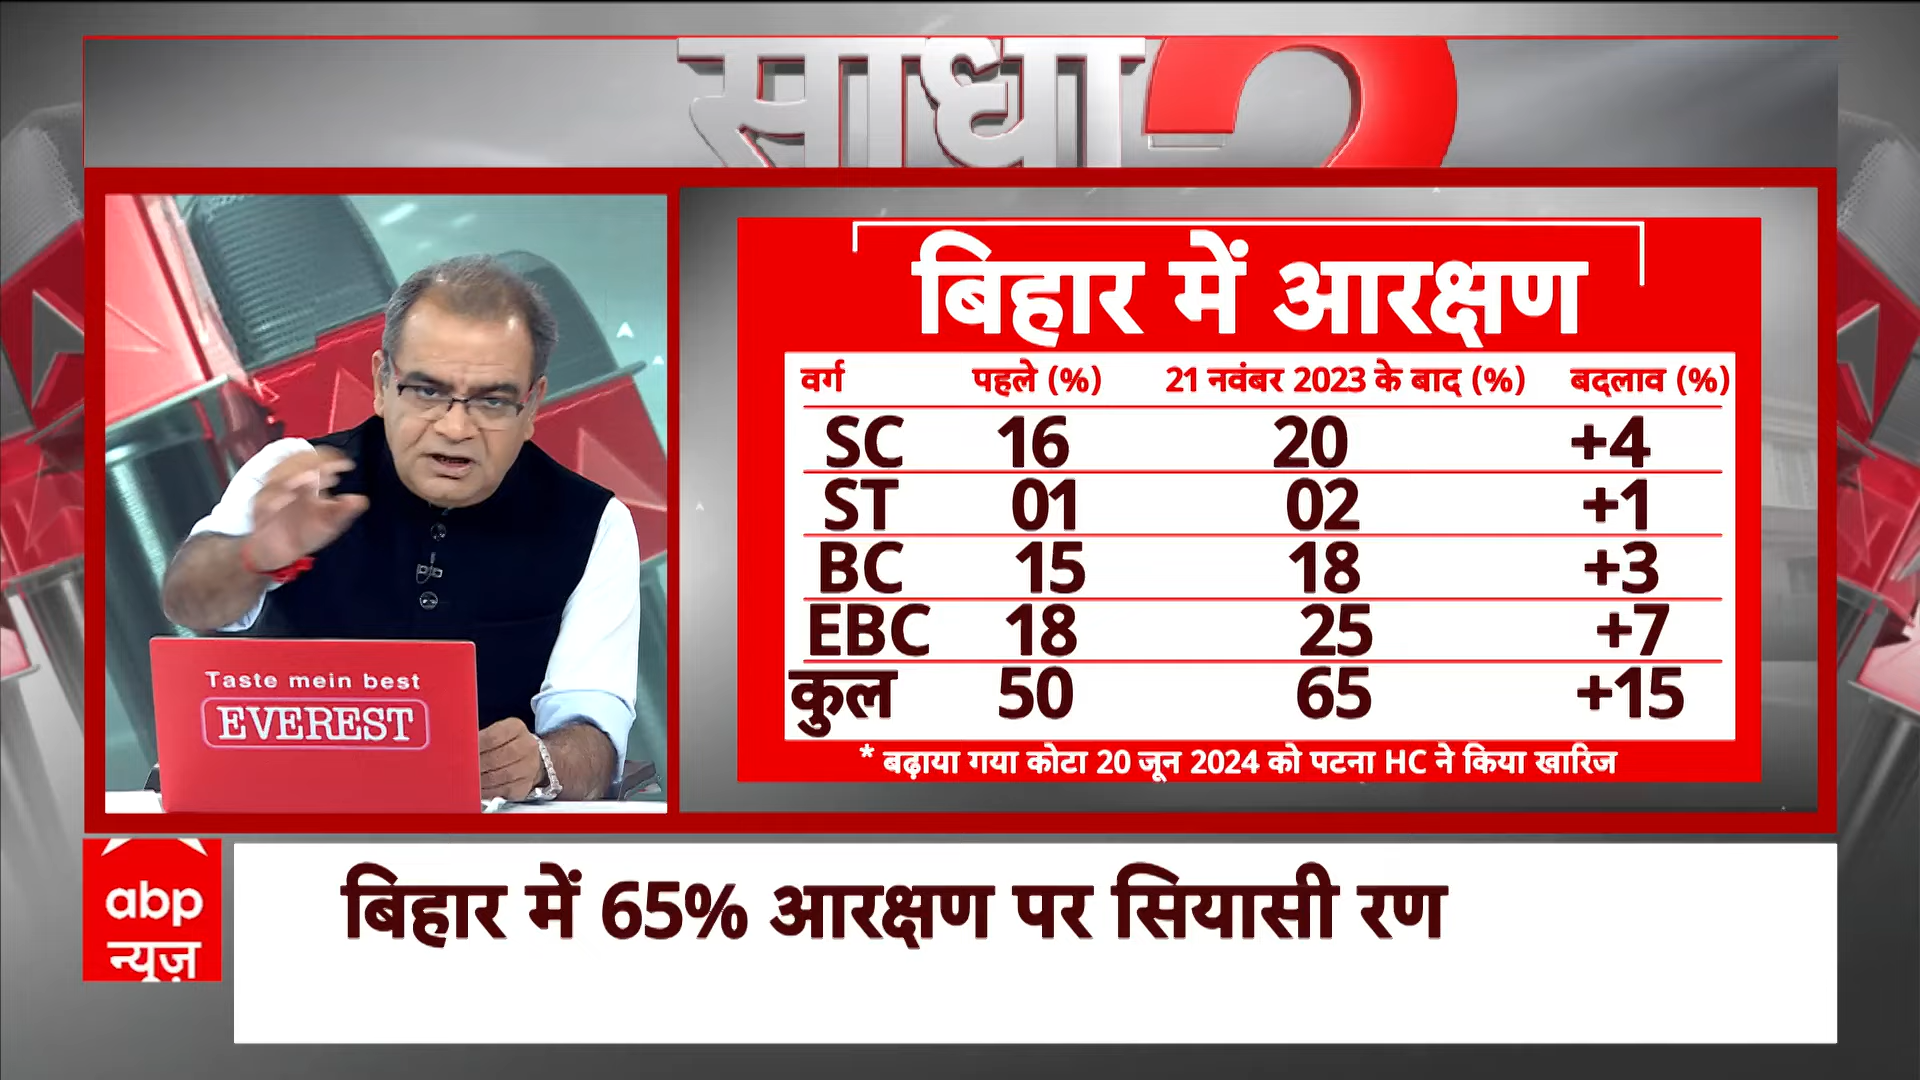 साधा
बिहार में आरक्षण
वर्ग पहले (%) 21 नवंबर 2023 के बाद (%) बदलाव (%)
SC 16 20 +4
ST 01 02 +1
BC 15 18 +3
EBC 18 25 +7
कुल 50 65 +15
* बढ़ाया गया कोटा 20 जून 2024 को पटना HC ने किया खारिज
Taste mein best
EVEREST
abp
न्यूज़
बिहार में 65% आरक्षण पर सियासी रण